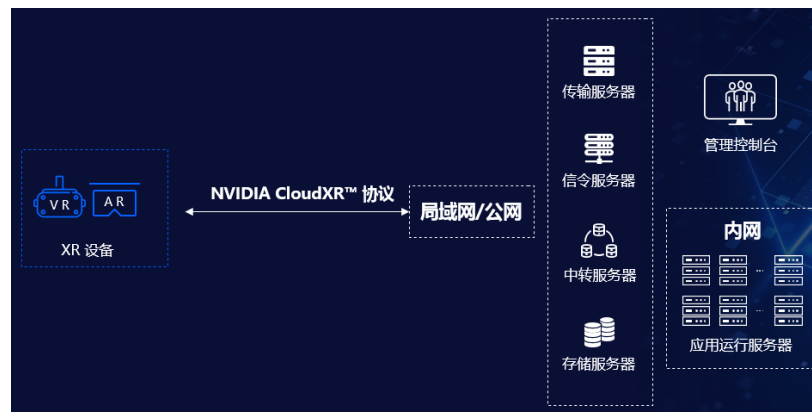 VR
AR
XR 设备
NVIDIA CloudXR™ 协议
局域网/公网
传输服务器
信令服务器
中转服务器
存储服务器
管理控制台
内网
应用运行服务器